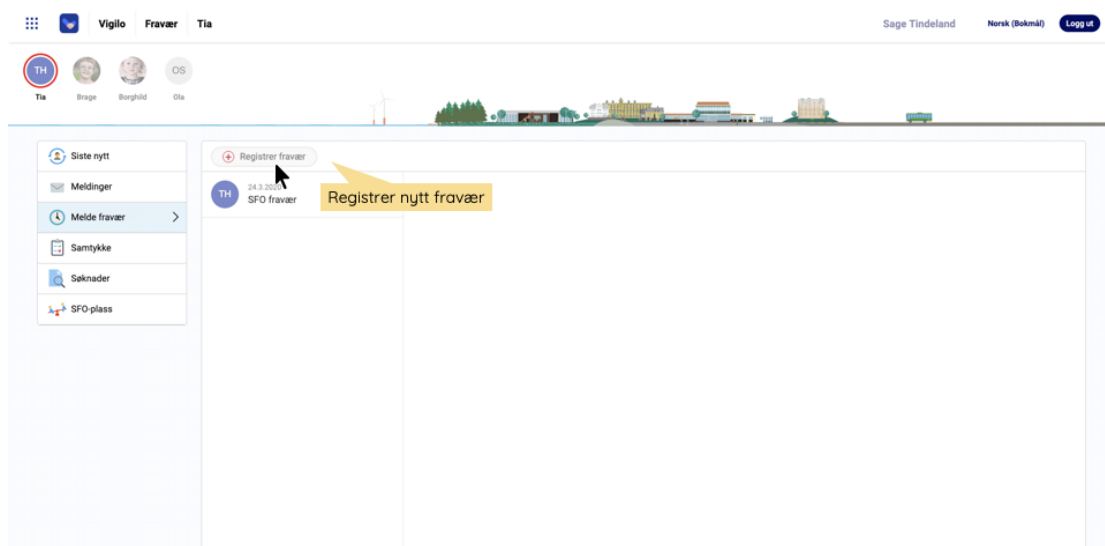 Vigilo Fravær Tia
Sage Tindeland Norsk (Bokmål) Logg ut
TH OS
Tia Brage Borghild Ola
Siste nytt
Meldinger
Melde fravær
Samtykke
Søknader
SFO-plass
Registrer fravær
TH
24.3.2020
SFO fravær
Registrer nytt fravær